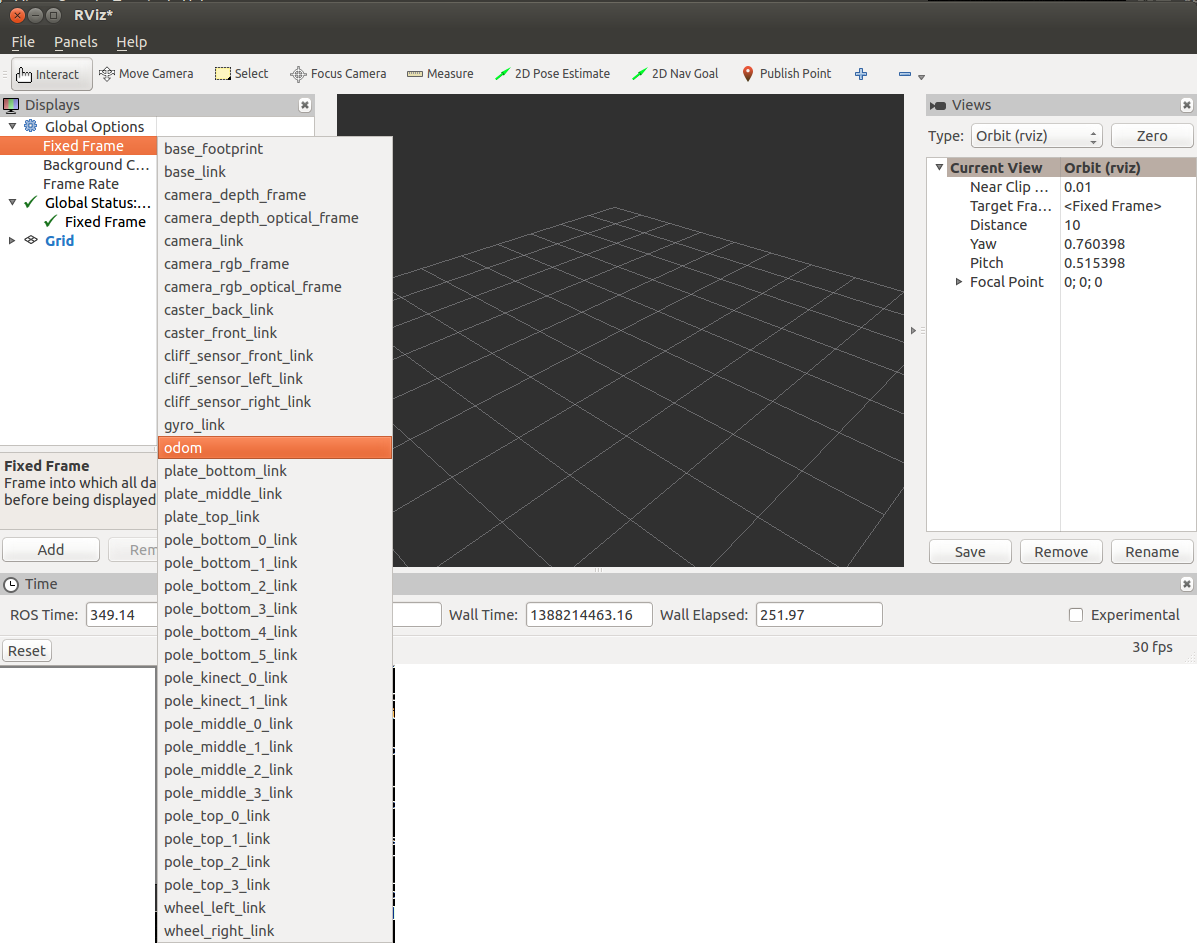 RViz*
File Panels Help
Interact Move Camera Select Focus Camera Measure 2D Pose Estimate 2D Nav Goal Publish Point
Displays
Global Options
Fixed Frame
Background C...
Frame Rate
Global Status:...
Fixed Frame
Grid
base_footprint
base_link
camera_depth_frame
camera_depth_optical_frame
camera_link
camera_rgb_frame
camera_rgb_optical_frame
caster_back_link
caster_front_link
cliff_sensor_front_link
cliff_sensor_left_link
cliff_sensor_right_link
gyro_link
odom
plate_bottom_link
plate_middle_link
plate_top_link
pole_bottom_0_link
pole_bottom_1_link
pole_bottom_2_link
pole_bottom_3_link
pole_bottom_4_link
pole_bottom_5_link
pole_kinect_0_link
pole_kinect_1_link
pole_middle_0_link
pole_middle_1_link
pole_middle_2_link
pole_middle_3_link
pole_top_0_link
pole_top_1_link
pole_top_2_link
pole_top_3_link
wheel_left_link
wheel_right_link
Fixed Frame
Frame into which all da
before being displayed
Add Rem
Views
Type: Orbit (rviz) Zero
Current View Orbit (rviz)
Near Clip ... 0.01
Target Fra... <Fixed Frame>
Distance 10
Yaw 0.760398
Pitch 0.515398
Focal Point 0; 0; 0
Save Remove Rename
Time
ROS Time: 349.14 Wall Time: 1388214463.16 Wall Elapsed: 251.97 Experimental
Reset 30 fps